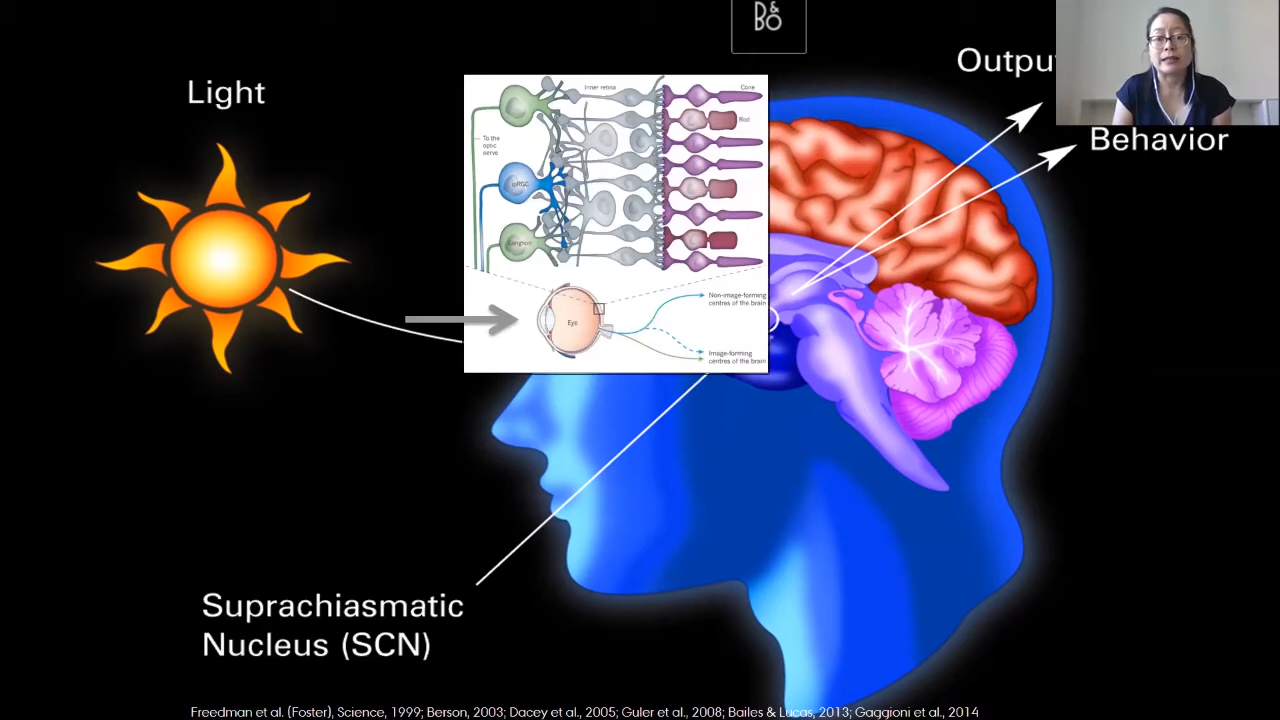 D&
BO
Light
Outpu
Behavior
Inner retina
Cone
Rod
To the
optic
nerve
ipRGC
Ganglion
Eye
Non-image-forming
centres of the brain
Image-forming
centres of the brain
Suprachiasmatic
Nucleus (SCN)
Freedman et al. (Foster), Science, 1999; Berson, 2003; Dacey et al., 2005; Guler et al., 2008; Bailes & Lucas, 2013; Gaggioni et al., 2014